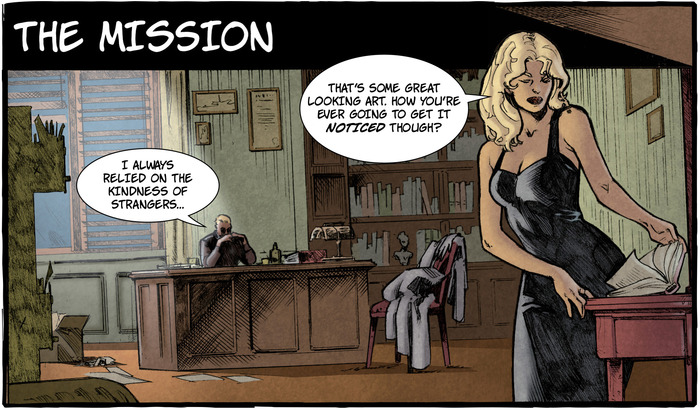 THE MISSION
THAT'S SOME GREAT
LOOKING ART. HOW YOU'RE
EVER GOING TO GET IT
NOTICED THOUGH?
I ALWAYS
RELIED ON THE
KINDNESS OF
STRANGERS...